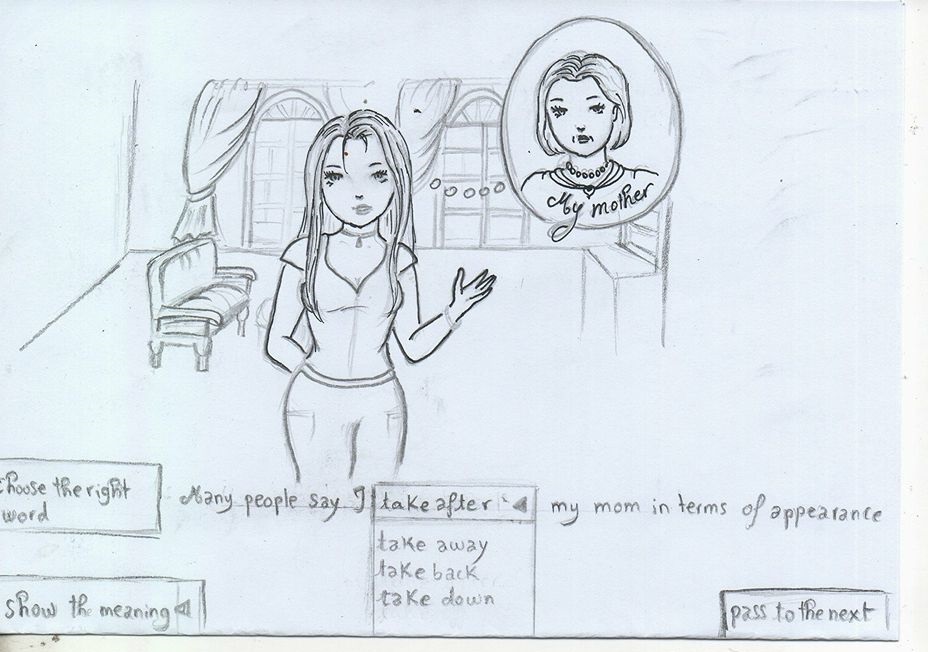 My mother
choose the right
word
Many people say I take after my mom in terms of appearance
take away
take back
take down
show the meaning
pass to the next